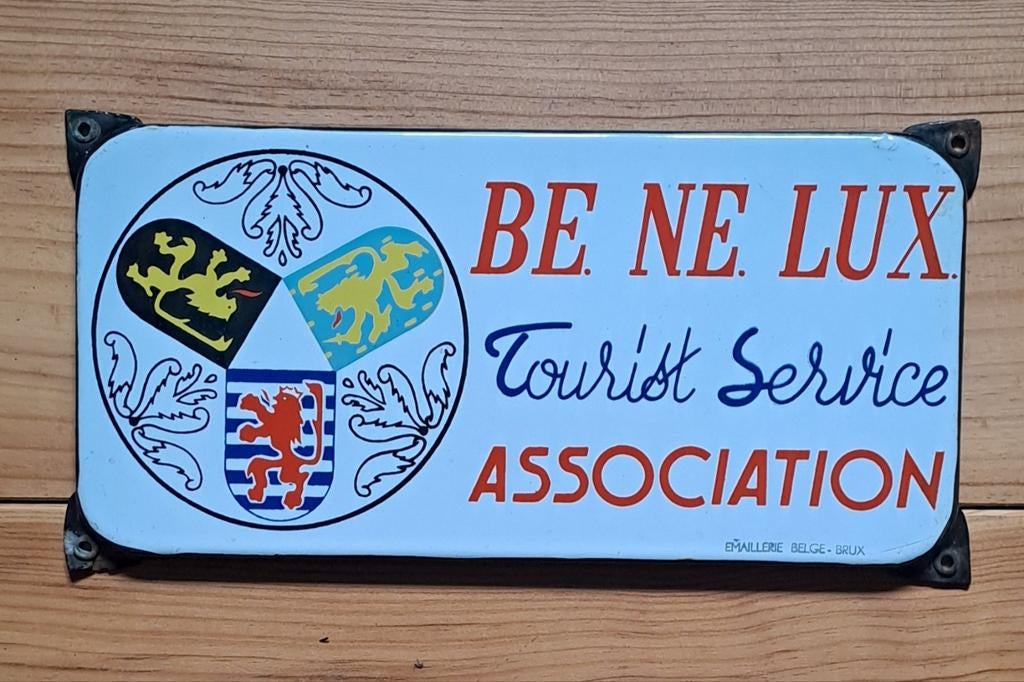 BE. NE. LUX.
Tourist Service
ASSOCIATION
EMAILLERIE BELGE - BRUX